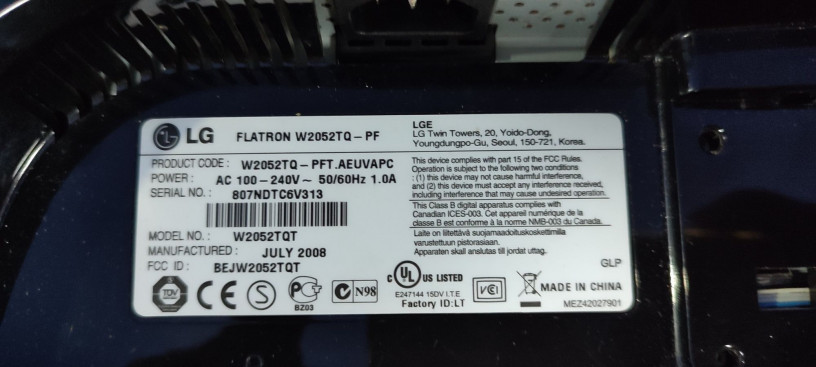 LG FLATRON W2052TQ-PF
LGE
LG Twin Towers, 20, Yoido-Dong,
Youngdungpo-Gu, Seoul, 150-721, Korea.
PRODUCT CODE : W2052TQ-PFT.AEUVAPC
POWER : AC 100-240V~ 50/60Hz 1.0A
SERIAL NO. : 807NDTC6V313
MODEL NO. : W2052TQT
MANUFACTURED : JULY 2008
FCC ID : BEJW2052TQT
This device complies with part 15 of the FCC Rules.
Operation is subject to the following two conditions
: (1) this device may not cause harmful interference,
and (2) this device must accept any interference received,
including interference that may cause undesired operation.
This Class B digital apparatus complies with
Canadian ICES-003. Cet appareil numérique de la
classe B est conforme à la norme NMB-003 du Canada.
Laite on liitettävä suojamaadoituskoskettimilla
varustettuun pistorasiaan.
Apparaten skall anslutas till jordat uttag.
GLP
TÜV
CE
S
PG
BZ03
N98
c UL US LISTED
E247144 15DV I.T.E
Factory ID:LT
VCI
MADE IN CHINA
MEZ42027901